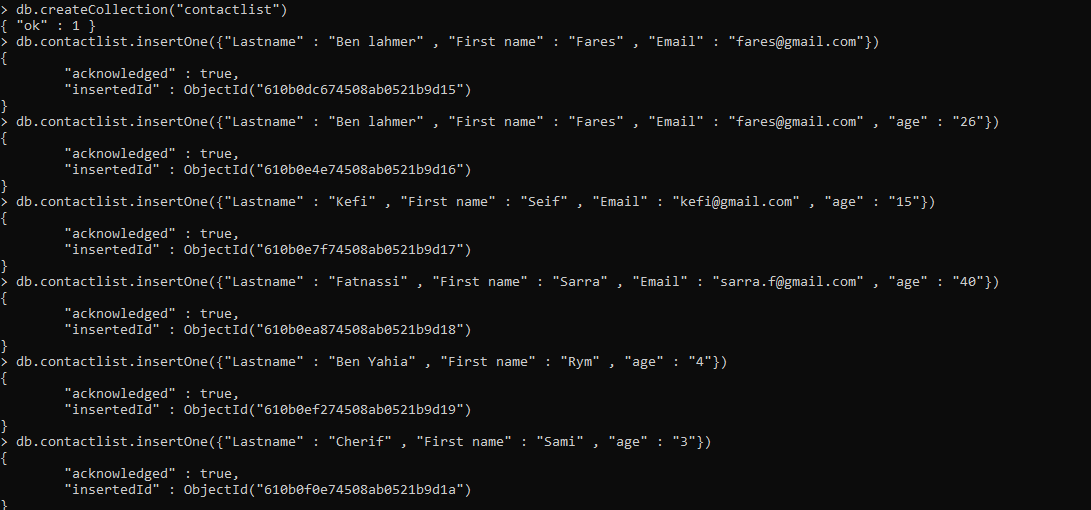 > db.createCollection("contactlist")
{ "ok" : 1 }
> db.contactlist.insertOne({"Lastname" : "Ben lahmer" , "First name" : "Fares" , "Email" : "fares@gmail.com"})
{
        "acknowledged" : true,
        "insertedId" : ObjectId("610b0dc674508ab0521b9d15")
}
> db.contactlist.insertOne({"Lastname" : "Ben lahmer" , "First name" : "Fares" , "Email" : "fares@gmail.com" , "age" : "26"})
{
        "acknowledged" : true,
        "insertedId" : ObjectId("610b0e4e74508ab0521b9d16")
}
> db.contactlist.insertOne({"Lastname" : "Kefi" , "First name" : "Seif" , "Email" : "kefi@gmail.com" , "age" : "15"})
{
        "acknowledged" : true,
        "insertedId" : ObjectId("610b0e7f74508ab0521b9d17")
}
> db.contactlist.insertOne({"Lastname" : "Fatnassi" , "First name" : "Sarra" , "Email" : "sarra.f@gmail.com" , "age" : "40"})
{
        "acknowledged" : true,
        "insertedId" : ObjectId("610b0ea874508ab0521b9d18")
}
> db.contactlist.insertOne({"Lastname" : "Ben Yahia" , "First name" : "Rym" , "age" : "4"})
{
        "acknowledged" : true,
        "insertedId" : ObjectId("610b0ef274508ab0521b9d19")
}
> db.contactlist.insertOne({"Lastname" : "Cherif" , "First name" : "Sami" , "age" : "3"})
{
        "acknowledged" : true,
        "insertedId" : ObjectId("610b0f0e74508ab0521b9d1a")
}